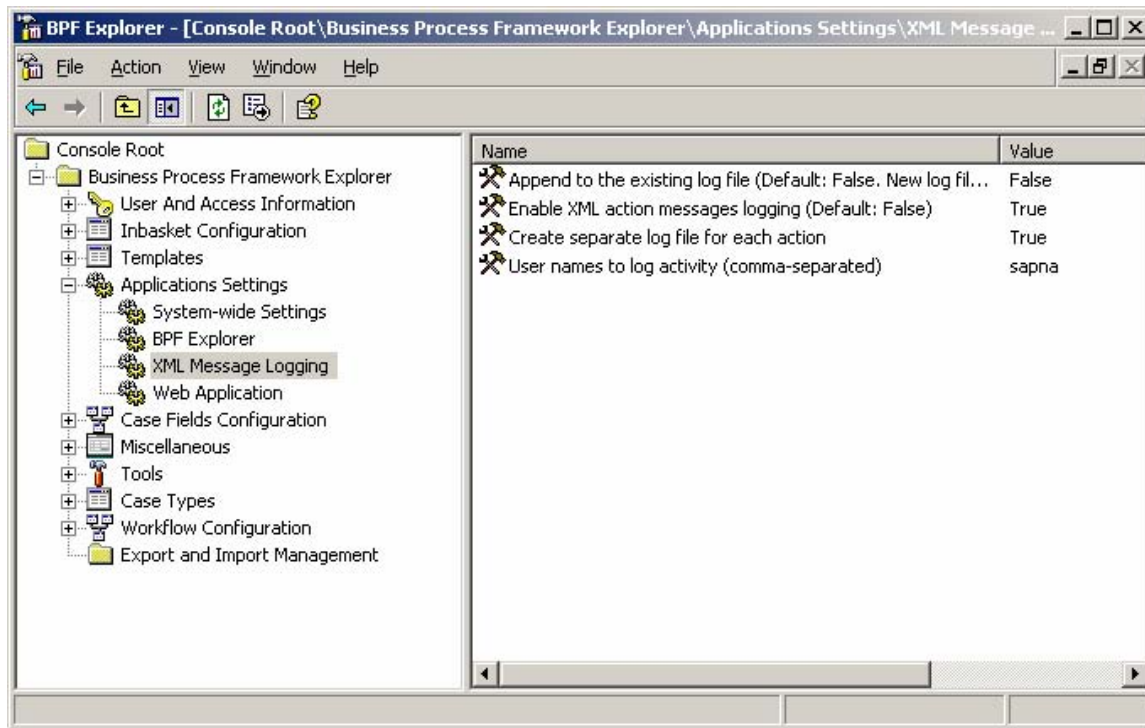 BPF Explorer - [Console Root\Business Process Framework Explorer\Applications Settings\XML Message ...
File Action View Window Help
Console Root
Business Process Framework Explorer
User And Access Information
Inbasket Configuration
Templates
Applications Settings
System-wide Settings
BPF Explorer
XML Message Logging
Web Application
Case Fields Configuration
Miscellaneous
Tools
Case Types
Workflow Configuration
Export and Import Management
Name Value
Append to the existing log file (Default: False. New log fil... False
Enable XML action messages logging (Default: False) True
Create separate log file for each action True
User names to log activity (comma-separated) sapna